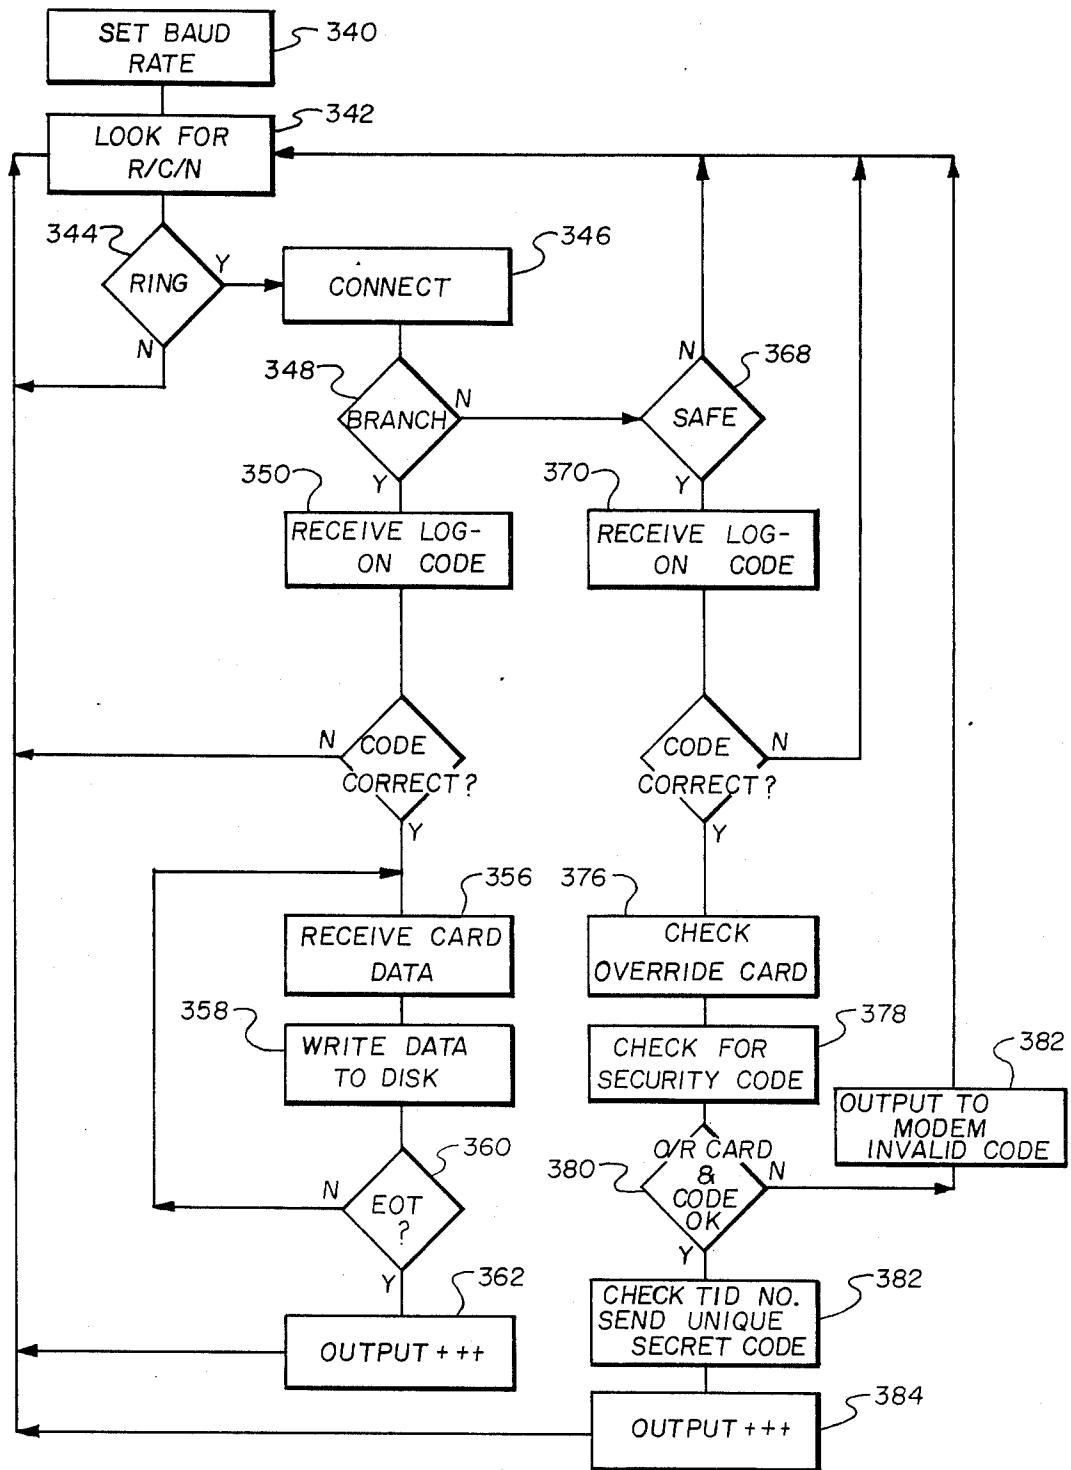 SET BAUD
RATE
340
LOOK FOR
R/C/N
342
344
RING
Y
N
CONNECT
346
348
BRANCH
N
Y
N
368
SAFE
Y
350
RECEIVE LOG-
ON CODE
370
RECEIVE LOG-
ON CODE
N
CODE
CORRECT?
Y
CODE
CORRECT?
N
Y
356
RECEIVE CARD
DATA
376
CHECK
OVERRIDE CARD
358
WRITE DATA
TO DISK
378
CHECK FOR
SECURITY CODE
382
OUTPUT TO
MODEM
INVALID CODE
360
N
EOT
?
Y
380
O/R CARD
&
CODE
OK
N
Y
362
OUTPUT +++
382
CHECK TID NO.
SEND UNIQUE
SECRET CODE
384
OUTPUT +++